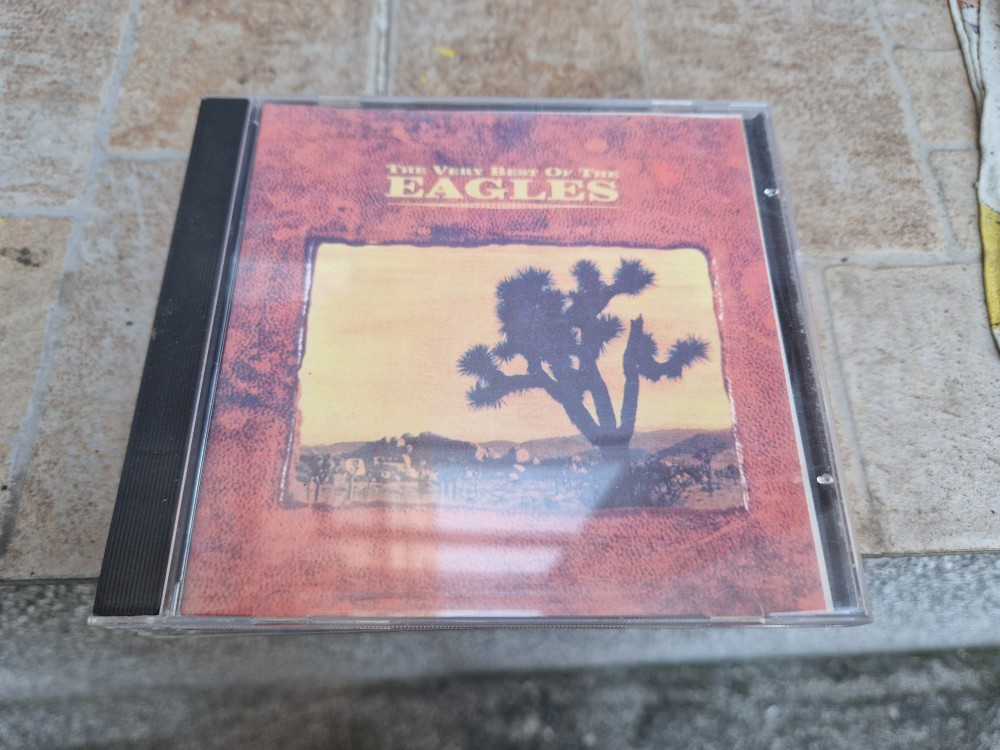 THE VERY BEST OF THE
EAGLES